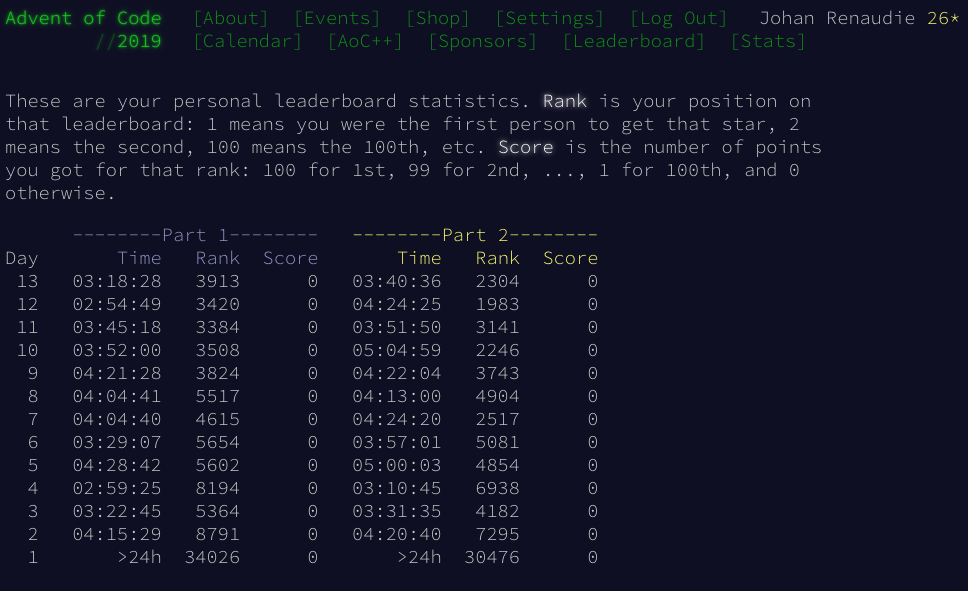 Advent of Code [About] [Events] [Shop] [Settings] [Log Out] Johan Renaudie 26*
//2019 [Calendar] [AoC++] [Sponsors] [Leaderboard] [Stats]
These are your personal leaderboard statistics. Rank is your position on
that leaderboard: 1 means you were the first person to get that star, 2
means the second, 100 means the 100th, etc. Score is the number of points
you got for that rank: 100 for 1st, 99 for 2nd, ..., 1 for 100th, and 0
otherwise.
--------Part 1-------- --------Part 2--------
Day Time Rank Score Time Rank Score
13 03:18:28 3913 0 03:40:36 2304 0
12 02:54:49 3420 0 04:24:25 1983 0
11 03:45:18 3384 0 03:51:50 3141 0
10 03:52:00 3508 0 05:04:59 2246 0
9 04:21:28 3824 0 04:22:04 3743 0
8 04:04:41 5517 0 04:13:00 4904 0
7 04:04:40 4615 0 04:24:20 2517 0
6 03:29:07 5654 0 03:57:01 5081 0
5 04:28:42 5602 0 05:00:03 4854 0
4 02:59:25 8194 0 03:10:45 6938 0
3 03:22:45 5364 0 03:31:35 4182 0
2 04:15:29 8791 0 04:20:40 7295 0
1 >24h 34026 0 >24h 30476 0